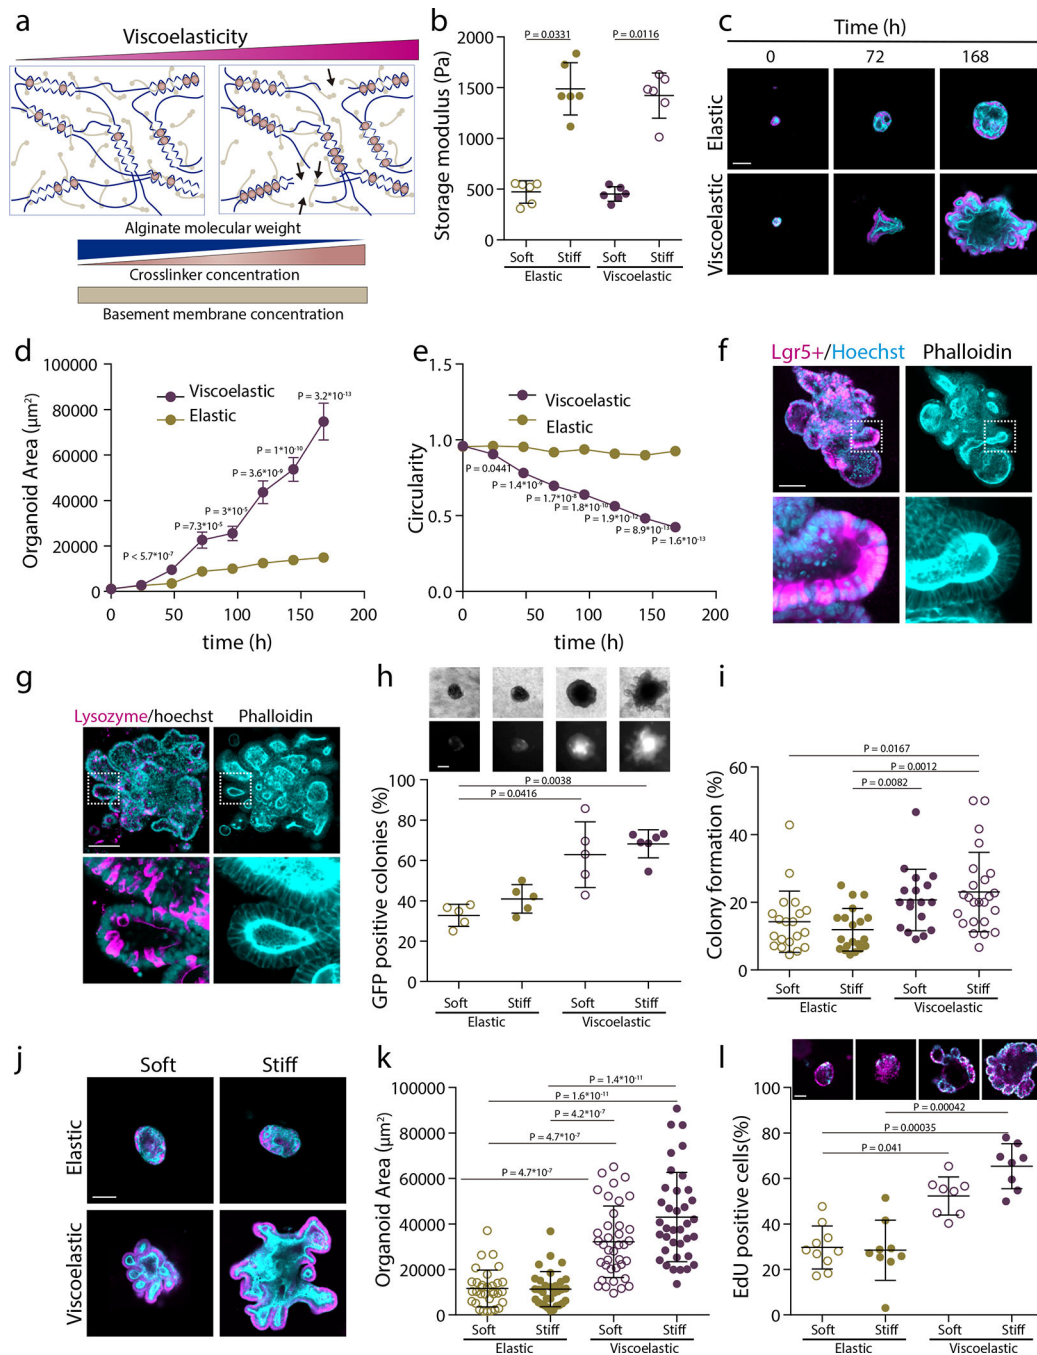 a
Viscoelasticity
Alginate molecular weight
Crosslinker concentration
Basement membrane concentration
b
P = 0.0331
P = 0.0116
Storage modulus (Pa)
2000
1500
1000
500
0
Soft
Stiff
Soft
Stiff
Elastic
Viscoelastic
c
Time (h)
0
72
168
Elastic
Viscoelastic
d
Organoid Area (µm²)
100000
80000
60000
40000
20000
0
Viscoelastic
Elastic
P = 3.2*10⁻¹³
P = 1*10⁻¹⁰
P = 3.6*10⁻⁹
P = 3*10⁻⁵
P =7.3*10⁻⁵
P < 5.7*10⁻⁷
0
50
100
150
200
time (h)
e
Circularity
1.5
1.0
0.5
0.0
Viscoelastic
Elastic
P = 0.0441
P = 1.4*10⁻⁹
P = 1.7*10⁻⁸
P = 1.8*10⁻¹⁰
P = 1.9*10⁻¹²
P = 8.9*10⁻¹³
P = 1.6*10⁻¹³
0
50
100
150
200
time (h)
f
Lgr5+/Hoechst
Phalloidin
g
Lysozyme/hoechst
Phalloidin
h
GFP positive colonies (%)
100
80
60
40
20
0
P = 0.0038
P = 0.0416
Soft
Stiff
Soft
Stiff
Elastic
Viscoelastic
i
Colony formation (%)
60
40
20
0
P = 0.0167
P = 0.0012
P = 0.0082
Soft
Stiff
Soft
Stiff
Elastic
Viscoelastic
j
Soft
Stiff
Elastic
Viscoelastic
k
Organoid Area (µm²)
100000
80000
60000
40000
20000
0
P = 1.4*10⁻¹¹
P = 1.6*10⁻¹¹
P = 4.2*10⁻⁷
P = 4.7*10⁻⁷
P = 4.7*10⁻⁷
Soft
Stiff
Soft
Stiff
Elastic
Viscoelastic
l
EdU positive cells(%)
100
80
60
40
20
0
P = 0.00042
P = 0.00035
P = 0.041
Soft
Stiff
Soft
Stiff
Elastic
Viscoelastic